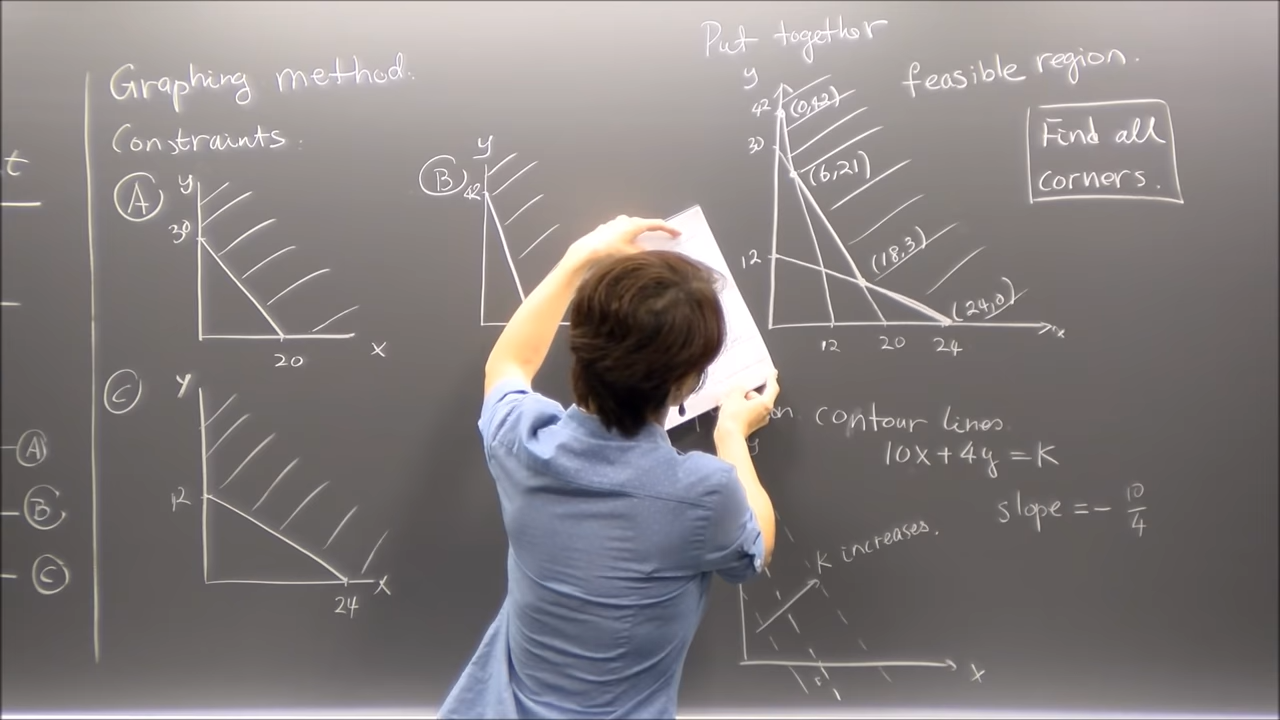 t
A
B
C
Graphing method.
Constraints:
A
y
30
20
x
B
y
42
C
y
12
24
x
Put together
feasible region.
y
42
(0,42)
30
(6,21)
12
(18,3)
(24,0)
12
20
24
x
Find all
corners.
contour lines.
10x+4y=K
slope = - 10/4
K increases.
x